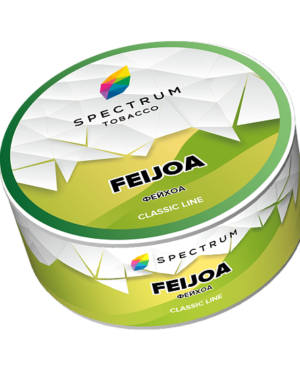 SPECTRUM
TOBACCO
FEIJOA
ФЕЙХОА
CLASSIC LINE
SPECTRUM
FEIJOA
ФЕЙХОА
CLASSIC LINE